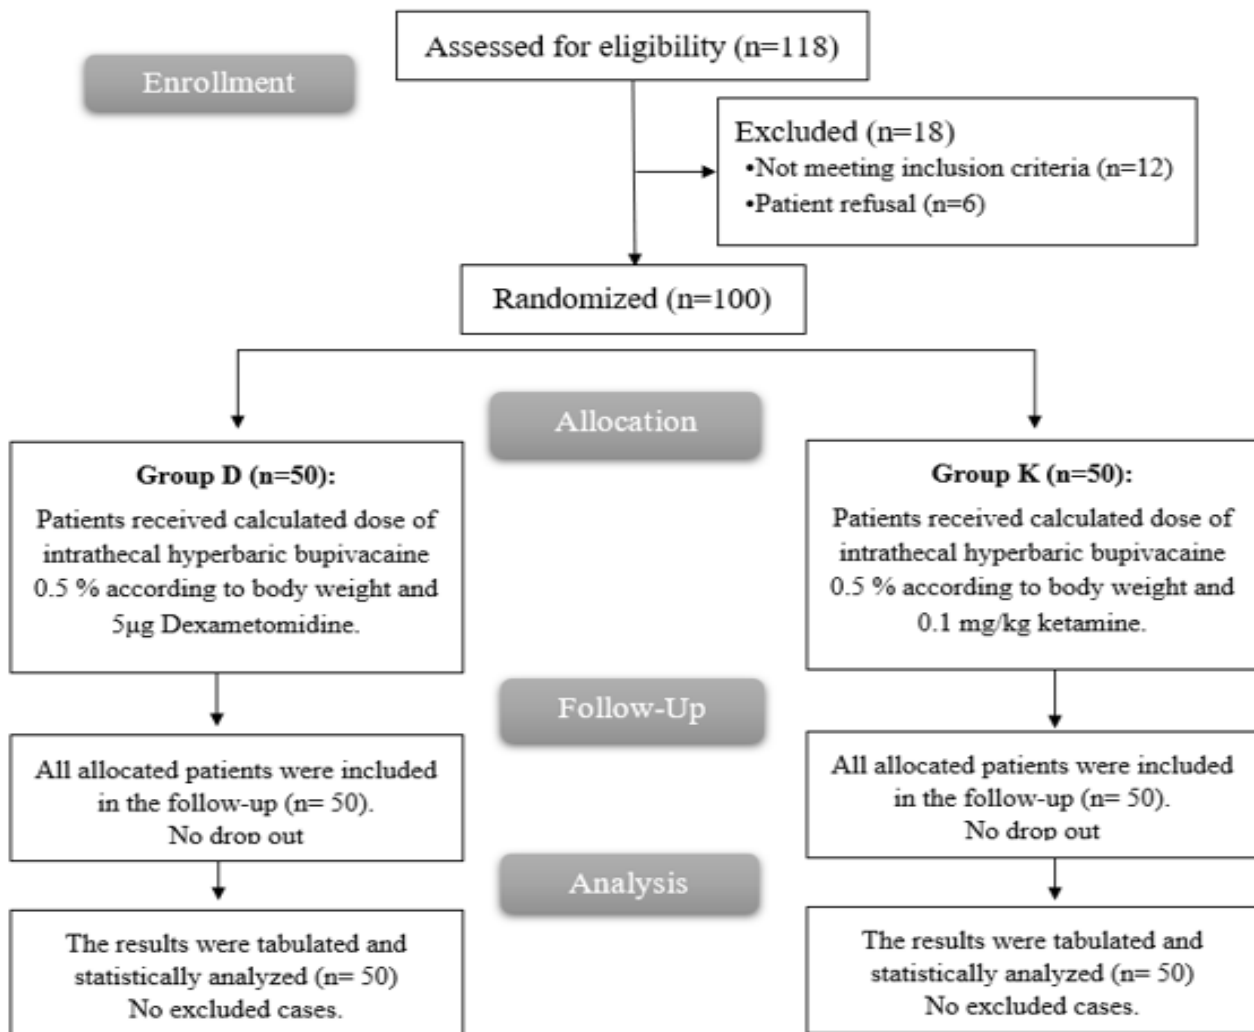 Assessed for eligibility (n=118)
Enrollment
Excluded (n=18)
•Not meeting inclusion criteria (n=12)
•Patient refusal (n=6)
Randomized (n=100)
Allocation
Group D (n=50):
Patients received calculated dose of
intrathecal hyperbaric bupivacaine
0.5 % according to body weight and
5µg Dexametomidine.
Group K (n=50):
Patients received calculated dose of
intrathecal hyperbaric bupivacaine
0.5 % according to body weight and
0.1 mg/kg ketamine.
Follow-Up
All allocated patients were included
in the follow-up (n= 50).
No drop out
All allocated patients were included
in the follow-up (n= 50).
No drop out
Analysis
The results were tabulated and
statistically analyzed (n= 50)
No excluded cases.
The results were tabulated and
statistically analyzed (n= 50)
No excluded cases.